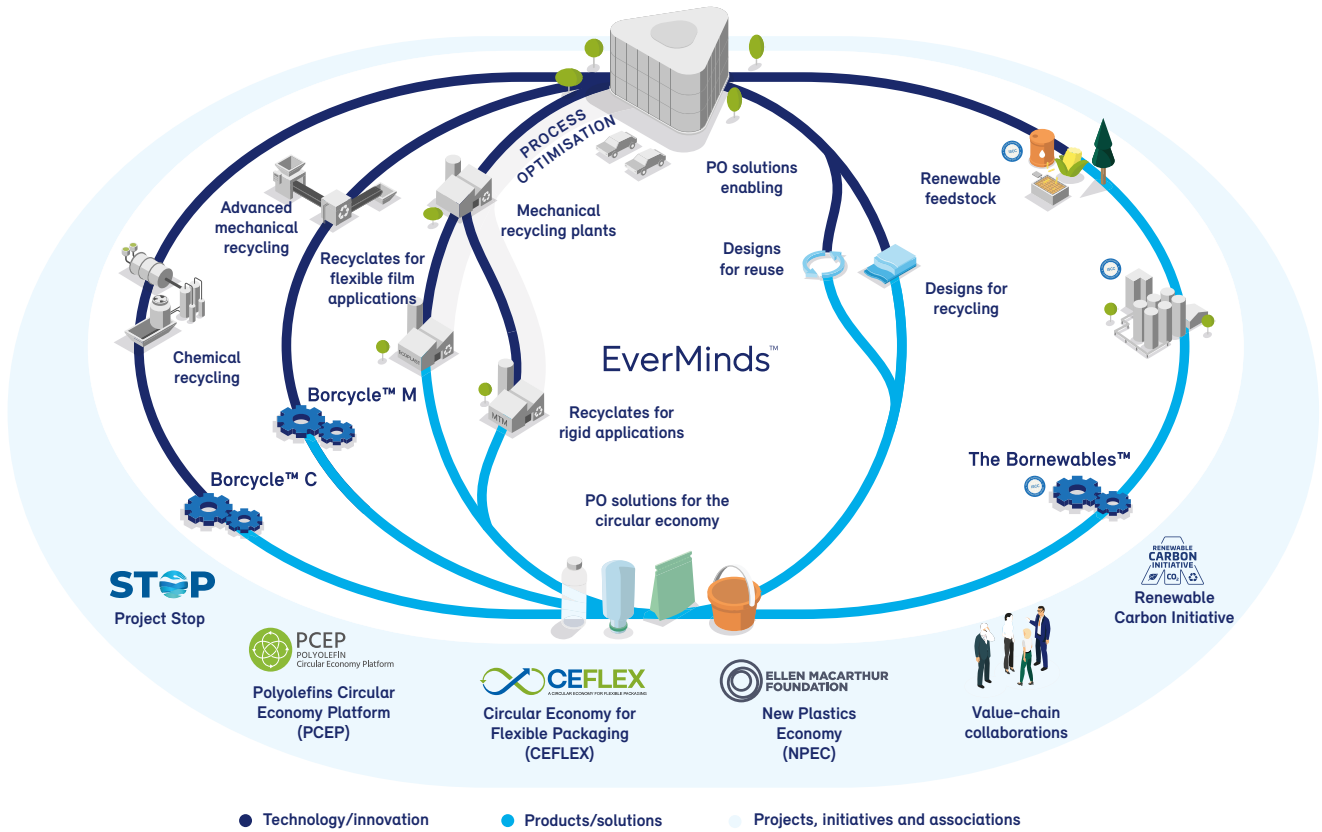 PROCESS
OPTIMISATION
PO solutions
enabling
Renewable
feedstock
Advanced
mechanical
recycling
Mechanical
recycling plants
Recyclates for
flexible film
applications
Designs
for reuse
Designs for
recycling
Chemical
recycling
ECOPLAST
EverMinds™
Borcycle™ M
MTM
Recyclates for
rigid applications
Borcycle™ C
The Bornewables™
PO solutions for the
circular economy
STOP
Project Stop
RENEWABLE
CARBON
INITIATIVE
CO₂
Renewable
Carbon Initiative
PCEP
POLYOLEFIN
Circular Economy Platform
Polyolefins Circular
Economy Platform
(PCEP)
CEFLEX
A CIRCULAR ECONOMY FOR FLEXIBLE PACKAGING
Circular Economy for
Flexible Packaging
(CEFLEX)
ELLEN MACARTHUR
FOUNDATION
New Plastics
Economy
(NPEC)
Value-chain
collaborations
Technology/innovation
Products/solutions
Projects, initiatives and associations